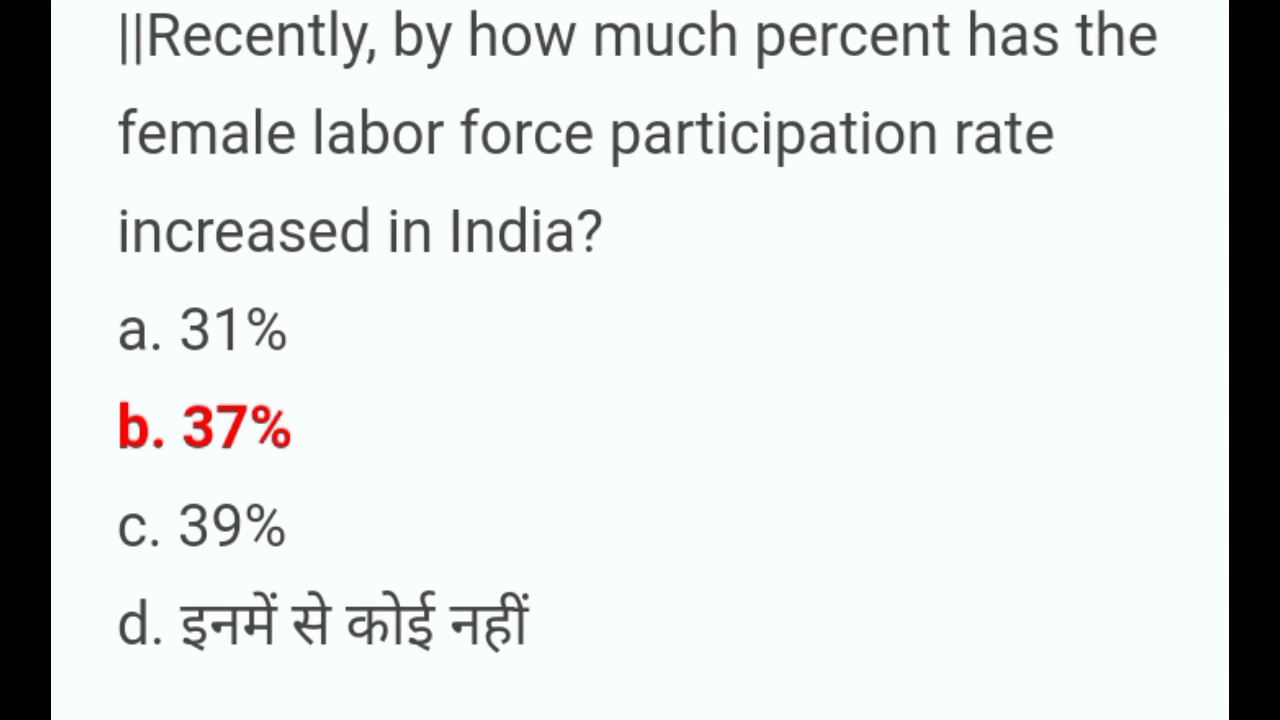 ||Recently, by how much percent has the
female labor force participation rate
increased in India?
a. 31%
b. 37%
c. 39%
d. इनमें से कोई नहीं